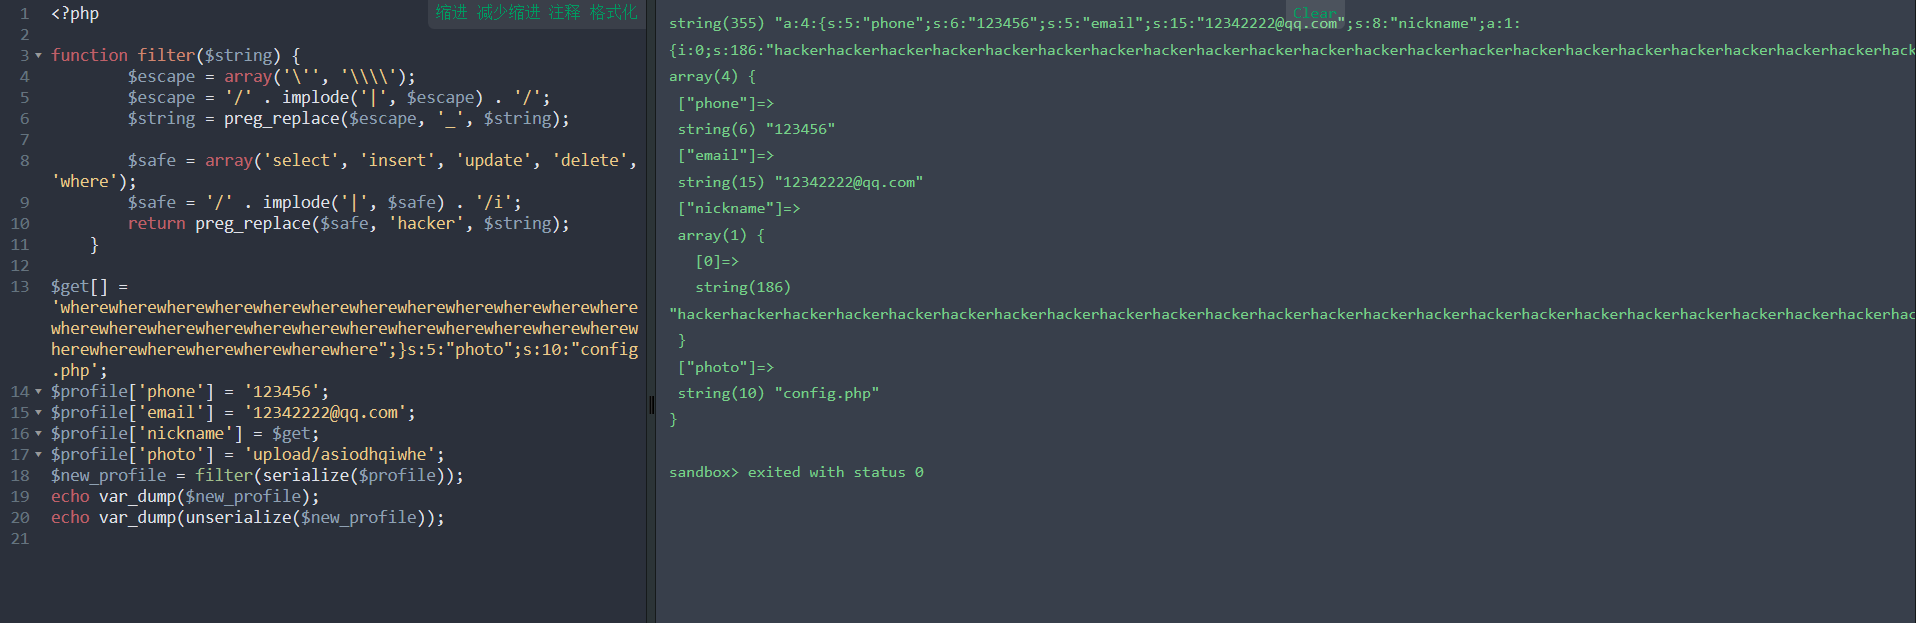 1 <?php
缩进 减少缩进 注释 格式化
2
3 function filter($string) {
4 $escape = array('\'', '\\\\');
5 $escape = '/' . implode('|', $escape) . '/';
6 $string = preg_replace($escape, '_', $string);
7
8 $safe = array('select', 'insert', 'update', 'delete',
'where');
9 $safe = '/' . implode('|', $safe) . '/i';
10 return preg_replace($safe, 'hacker', $string);
11 }
12
13 $get[] =
'wherewherewherewherewherewherewherewherewherewherewherewhere
wherewherewherewherewherewherewherewherewherewherewherewherew
herewherewherewherewherewherewhere";}s:5:"photo";s:10:"config
.php';
14 $profile['phone'] = '123456';
15 $profile['email'] = '12342222@qq.com';
16 $profile['nickname'] = $get;
17 $profile['photo'] = 'upload/asiodhqiwhe';
18 $new_profile = filter(serialize($profile));
19 echo var_dump($new_profile);
20 echo var_dump(unserialize($new_profile));
21
Clear
string(355) "a:4:{s:5:"phone";s:6:"123456";s:5:"email";s:15:"12342222@qq.com";s:8:"nickname";a:1:
{i:0;s:186:"hackerhackerhackerhackerhackerhackerhackerhackerhackerhackerhackerhackerhackerhackerhackerhackerhackerhackerhackerhackerhackerhack
array(4) {
["phone"]=>
string(6) "123456"
["email"]=>
string(15) "12342222@qq.com"
["nickname"]=>
array(1) {
[0]=>
string(186)
"hackerhackerhackerhackerhackerhackerhackerhackerhackerhackerhackerhackerhackerhackerhackerhackerhackerhackerhackerhackerhackerhackerhackerhac
}
["photo"]=>
string(10) "config.php"
}
sandbox> exited with status 0